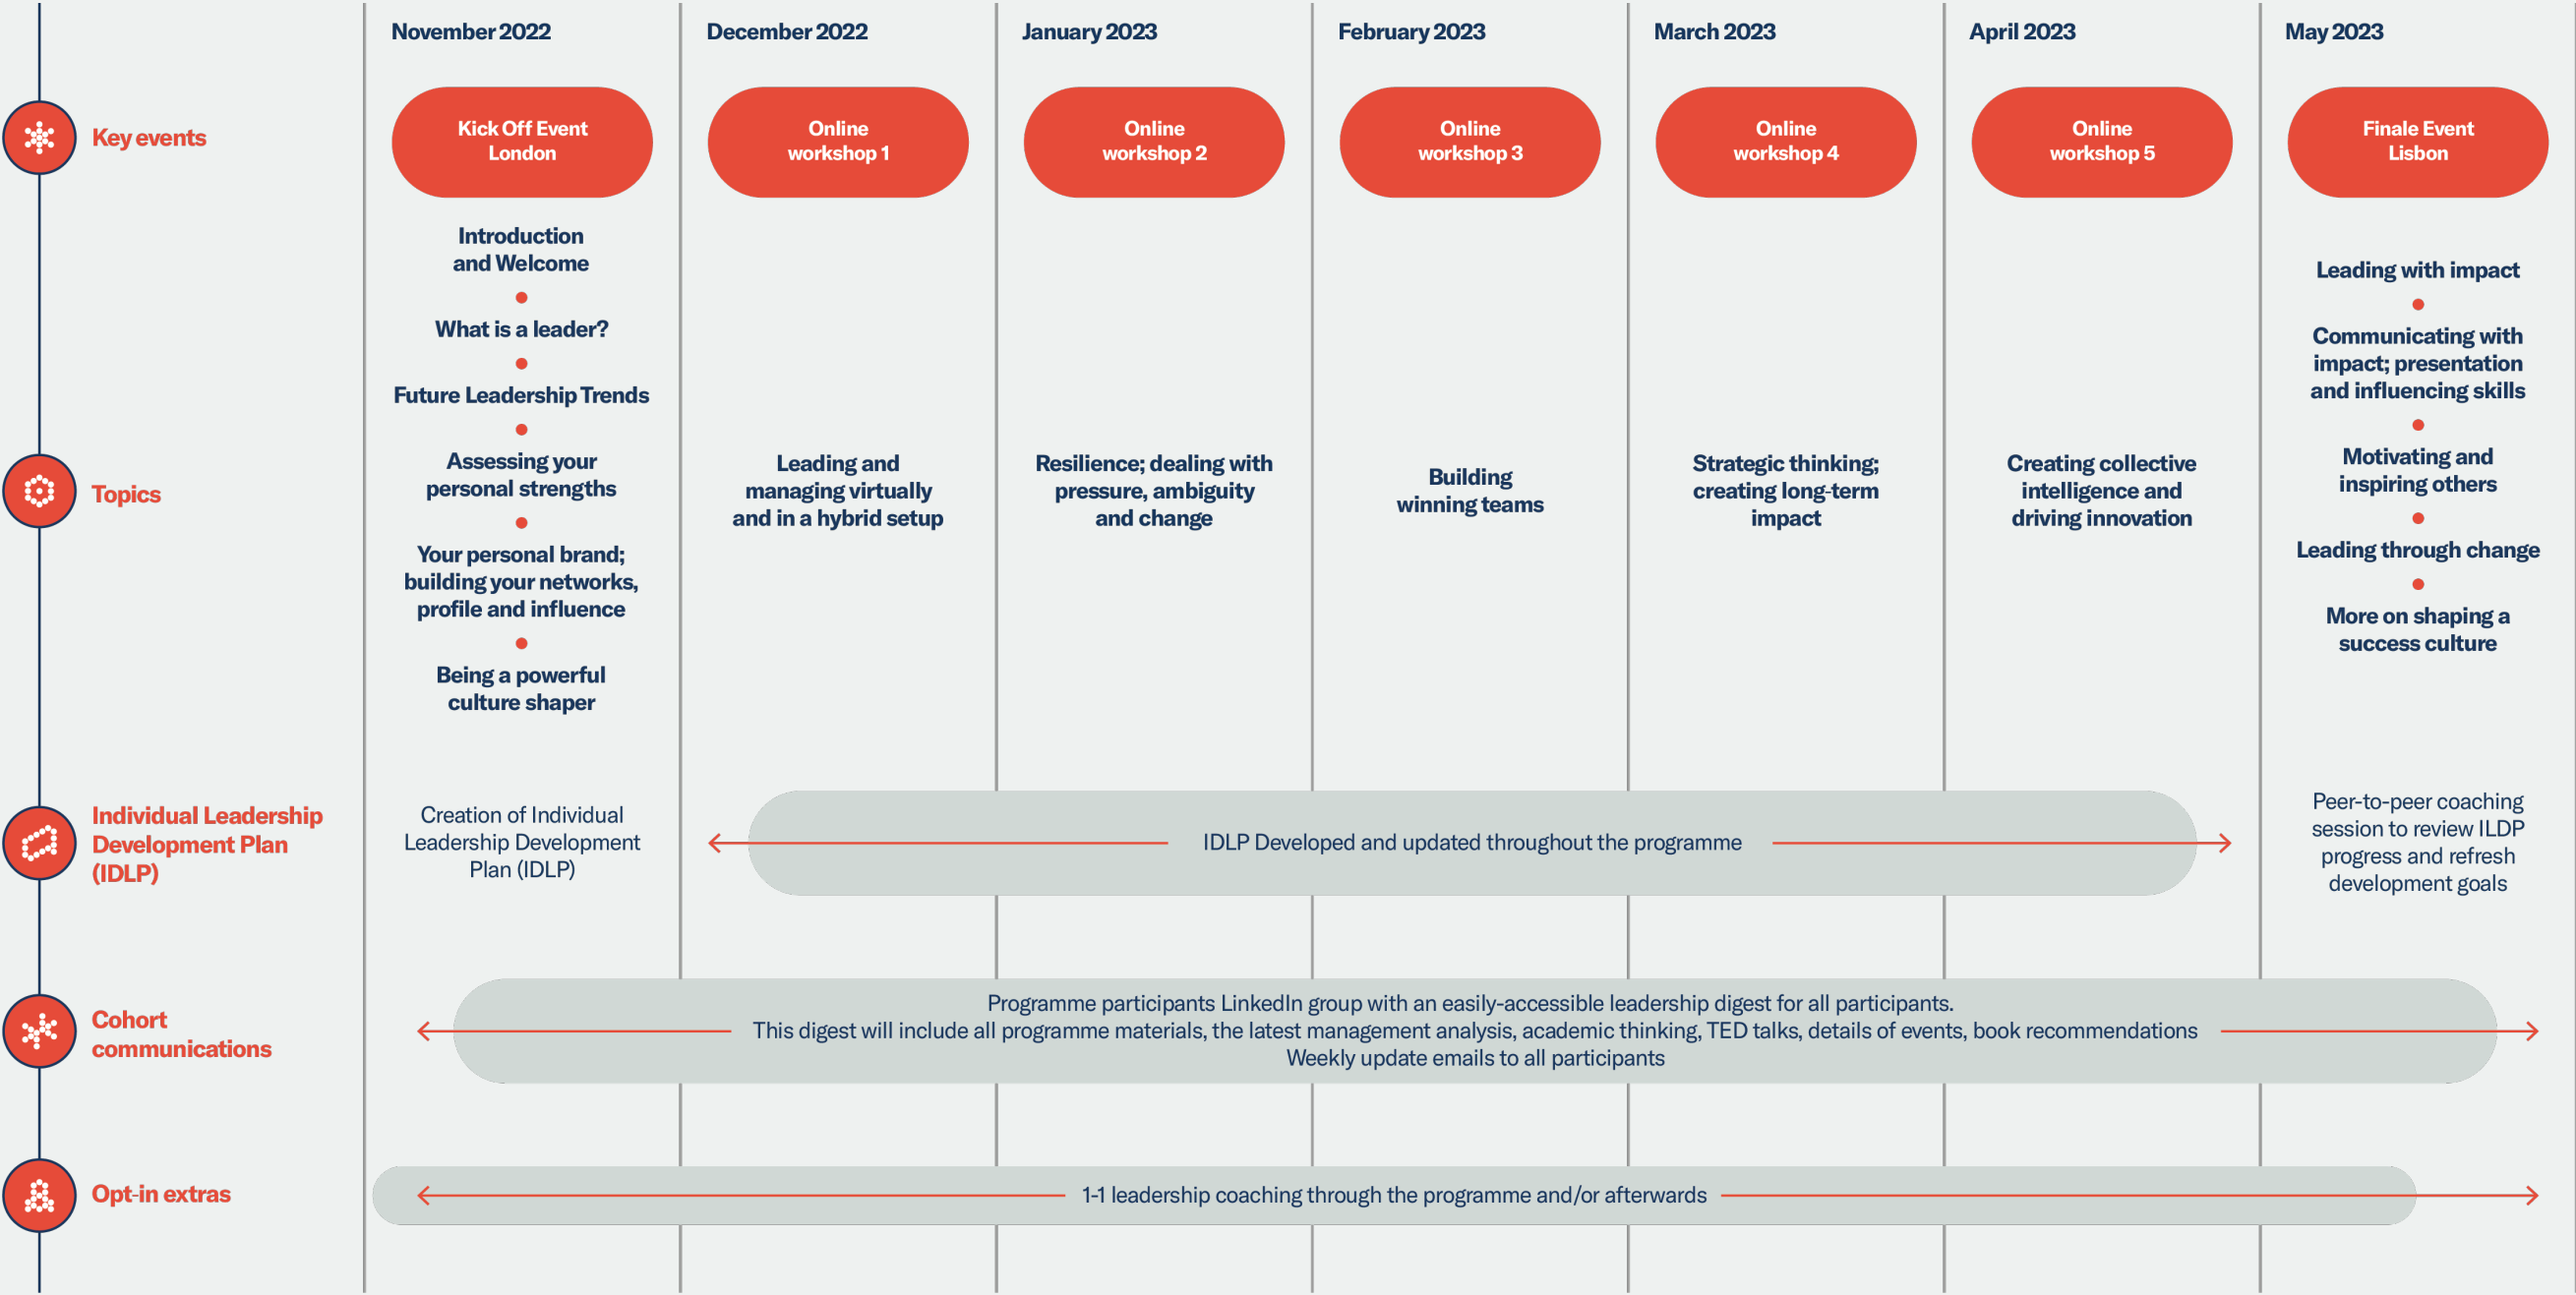 November 2022
December 2022
January 2023
February 2023
March 2023
April 2023
May 2023
Key events
Kick Off Event
London
Online
workshop 1
Online
workshop 2
Online
workshop 3
Online
workshop 4
Online
workshop 5
Finale Event
Lisbon
Topics
Introduction
and Welcome
What is a leader?
Future Leadership Trends
Assessing your
personal strengths
Your personal brand;
building your networks,
profile and influence
Being a powerful
culture shaper
Leading and
managing virtually
and in a hybrid setup
Resilience; dealing with
pressure, ambiguity
and change
Building
winning teams
Strategic thinking;
creating long-term
impact
Creating collective
intelligence and
driving innovation
Leading with impact
Communicating with
impact; presentation
and influencing skills
Motivating and
inspiring others
Leading through change
More on shaping a
success culture
Individual Leadership
Development Plan
(IDLP)
Creation of Individual
Leadership Development
Plan (IDLP)
IDLP Developed and updated throughout the programme
Peer-to-peer coaching
session to review ILDP
progress and refresh
development goals
Cohort
communications
Programme participants LinkedIn group with an easily-accessible leadership digest for all participants.
This digest will include all programme materials, the latest management analysis, academic thinking, TED talks, details of events, book recommendations
Weekly update emails to all participants
Opt-in extras
1-1 leadership coaching through the programme and/or afterwards